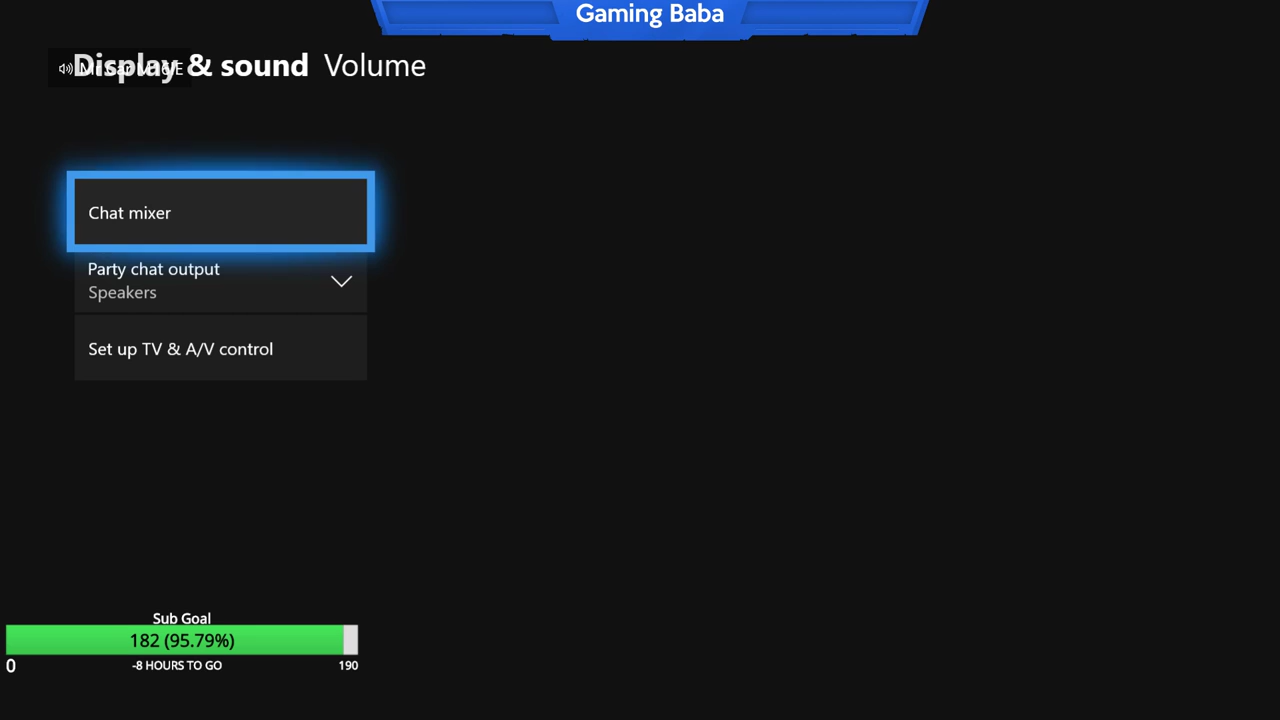 Gaming Baba
Display & sound Volume
Chat mixer
Party chat output
Speakers
Set up TV & A/V control
Sub Goal
182 (95.79%)
0
-8 HOURS TO GO
190